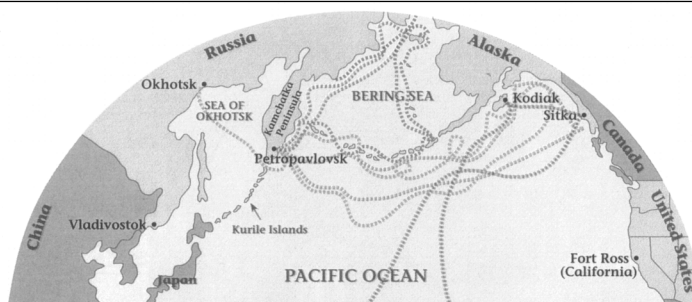 Russia
Alaska
Okhotsk
SEA OF
OKHOTSK
Kamchatka
Peninsula
BERING SEA
Kodiak
Sitka
Canada
Petropavlovsk
China
Vladivostok
Kurile Islands
United States
Fort Ross
(California)
Japan
PACIFIC OCEAN